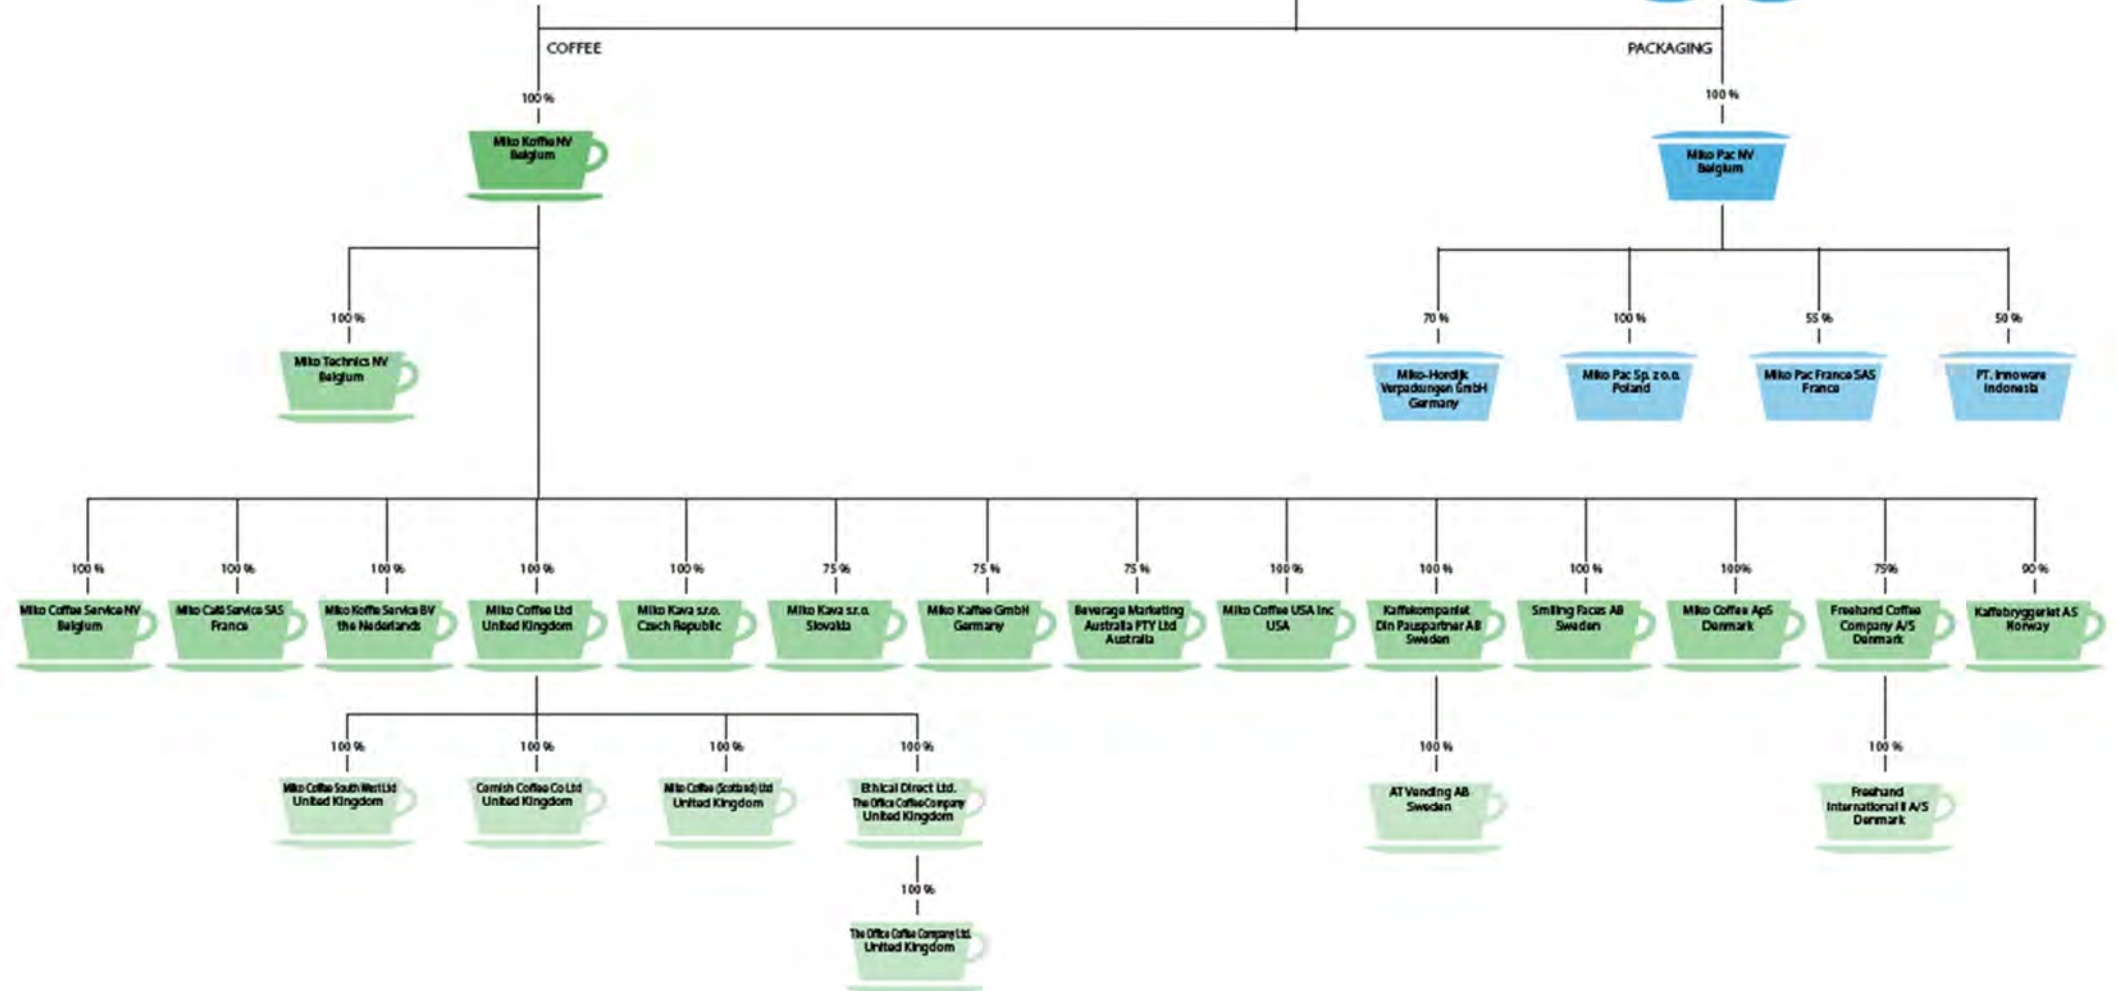 COFFEE
PACKAGING
100 %
100 %
Miko Koffie NV
Belgium
Miko Pac NV
Belgium
100 %
70 %
100 %
55 %
50 %
Miko Technics NV
Belgium
Miko-Hordijk
Verpackungen GmbH
Germany
Miko Pac Sp. z o.o.
Poland
Miko Pac France SAS
France
PT. Innoware
Indonesia
100 %
100 %
100 %
100 %
100 %
75 %
75 %
75 %
100 %
100 %
100 %
100%
75%
90 %
Miko Coffee Service NV
Belgium
Miko Café Service SAS
France
Miko Koffie Service BV
the Nederlands
Miko Coffee Ltd
United Kingdom
Miko Kava s.r.o.
Czech Republic
Miko Kava s.r.o.
Slovakia
Miko Kaffee GmbH
Germany
Beverage Marketing
Australia PTY Ltd
Australia
Miko Coffee USA Inc
USA
Kaffekompaniet
Din Pauspartner AB
Sweden
Smiling Faces AB
Sweden
Miko Coffee ApS
Denmark
Freehand Coffee
Company A/S
Denmark
Kaffebryggeriet AS
Norway
100 %
100 %
100 %
100 %
100 %
100 %
Miko Coffee South West Ltd
United Kingdom
Cornish Coffee Co Ltd
United Kingdom
Miko Coffee (Scotland) Ltd
United Kingdom
Ethical Direct Ltd.
The Office Coffee Company
United Kingdom
AT Vending AB
Sweden
Freehand
International II A/S
Denmark
100 %
The Office Coffee Company Ltd.
United Kingdom